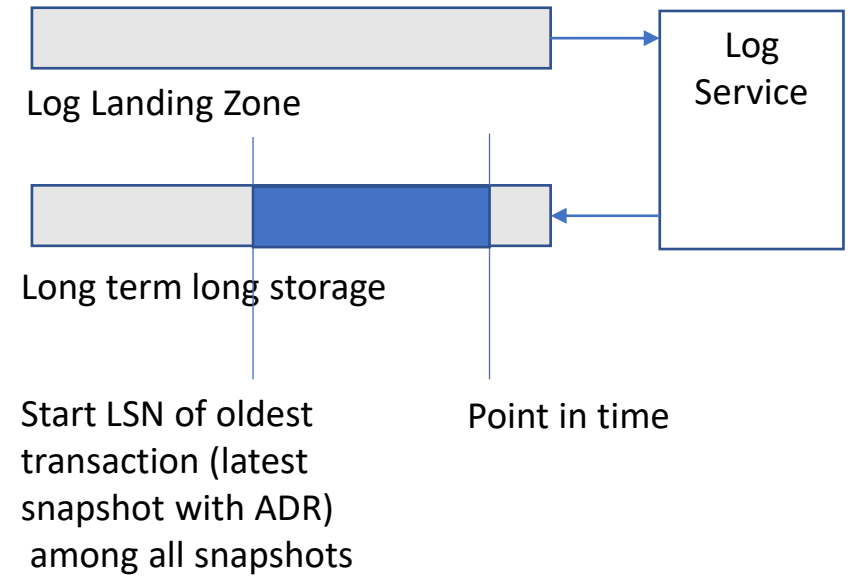 Log
Service
Log Landing Zone
Long term long storage
Start LSN of oldest
transaction (latest
snapshot with ADR)
among all snapshots
Point in time